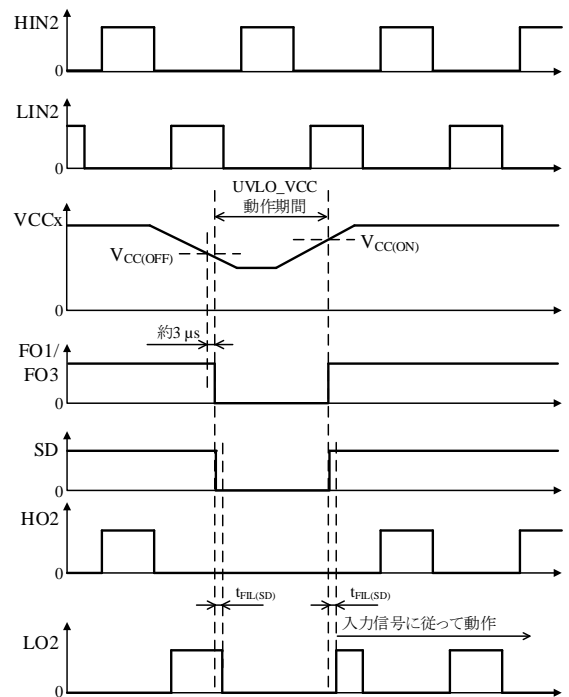 HIN2
0
LIN2
0
UVLO_VCC
動作期間
VCCx
VCC(OFF)
VCC(ON)
0
約3 µs
FO1/
FO3
0
SD
0
HO2
0
tFIL(SD)
tFIL(SD)
入力信号に従って動作
LO2
0